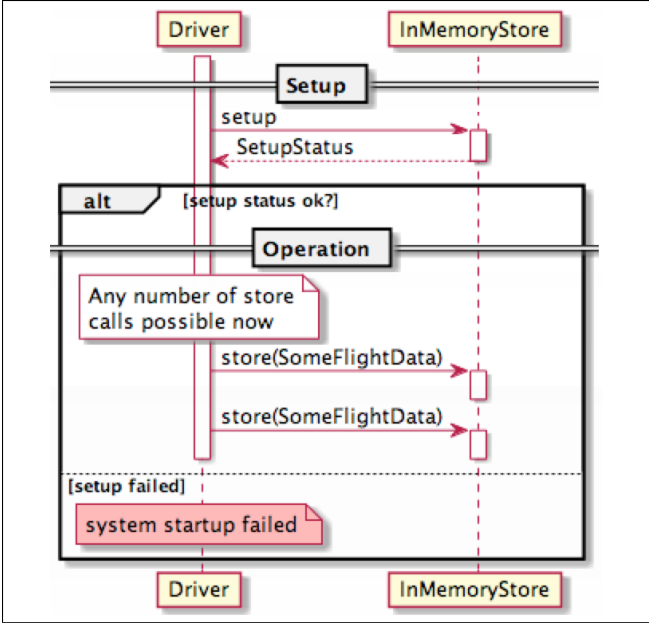 Driver
InMemoryStore
Setup
setup
SetupStatus
alt
[setup status ok?]
Operation
Any number of store
calls possible now
store(SomeFlightData)
store(SomeFlightData)
[setup failed]
system startup failed
Driver
InMemoryStore